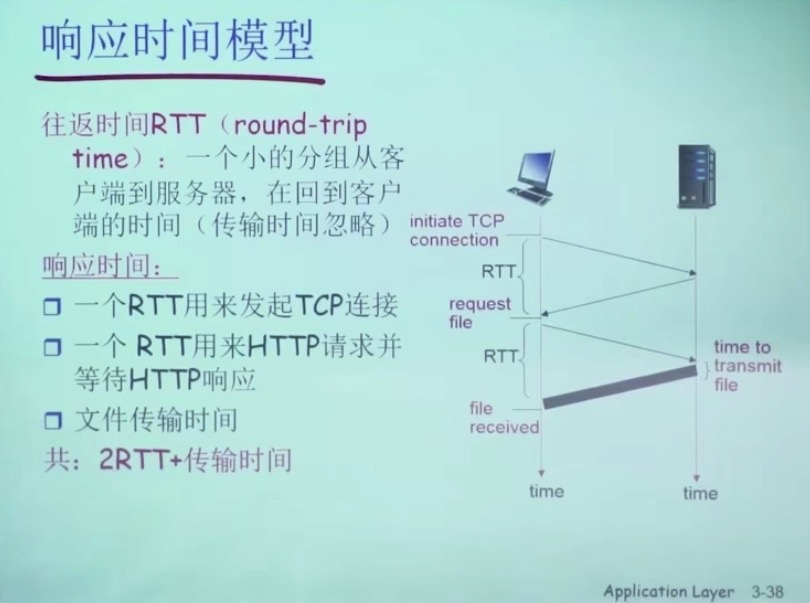 响应时间模型
往返时间RTT（round-trip
time）：一个小的分组从客
户端到服务器，在回到客户
端的时间（传输时间忽略）
响应时间：
一个RTT用来发起TCP连接
一个 RTT用来HTTP请求并
等待HTTP响应
文件传输时间
共：2RTT+传输时间
initiate TCP
connection
RTT
request
file
RTT
time to
transmit
file
file
received
time
time
Application Layer 3-38